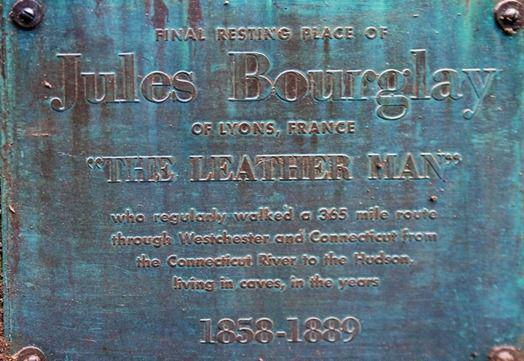 FINAL RESTING PLACE OF
Jules Bourglay
OF LYONS, FRANCE
"THE LEATHER MAN"
who regularly walked a 365 mile route
through Westchester and Connecticut from
the Connecticut River to the Hudson.
living in caves, in the years
1858-1889